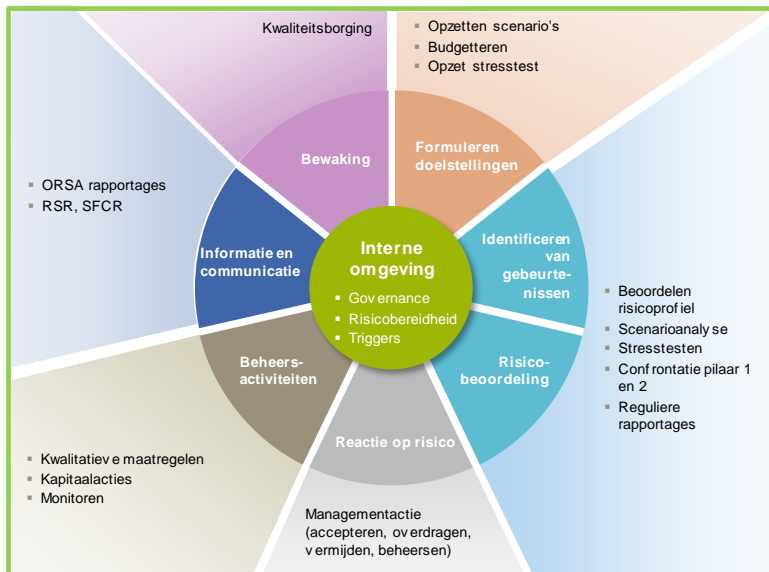 Kwaliteitsborging
Opzetten scenario's
Budgetteren
Opzet stresstest
Bewaking
Formuleren
doelstellingen
ORSA rapportages
RSR, SFCR
Informatie en
communicatie
Interne
omgeving
Governance
Risicobereidheid
Triggers
Identificeren
van
gebeurte-
nissen
Beoordelen
risicoprofiel
Scenarioanalyse
Stresstesten
Confrontatie pilaar 1
en 2
Reguliere
rapportages
Beheers-
activiteiten
Risico-
beoordeling
Reactie op risico
Kwalitatieve maatregelen
Kapitaalacties
Monitoren
Managementactie
(accepteren, overdragen,
vermijden, beheersen)